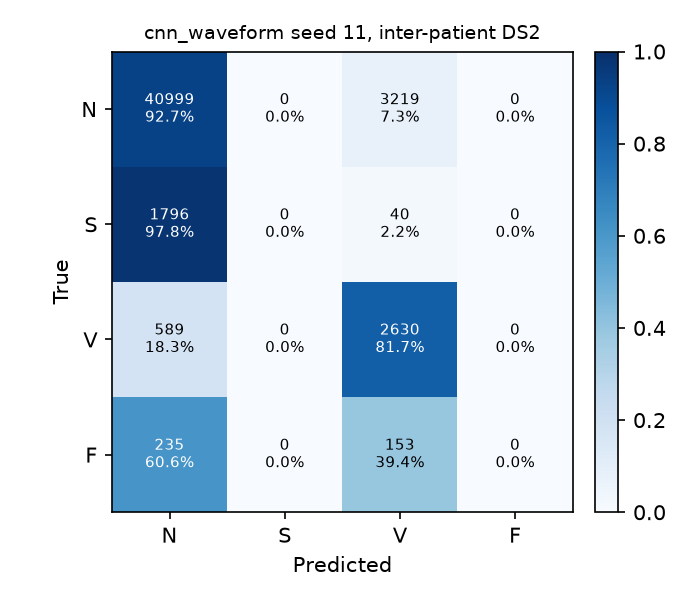 cnn_waveform seed 11, inter-patient DS2
1.0
0.8
0.6
0.4
0.2
0.0
True
N
40999 0 3219 0
92.7% 0.0% 7.3% 0.0%
S
1796 0 40 0
97.8% 0.0% 2.2% 0.0%
V
589 0 2630 0
18.3% 0.0% 81.7% 0.0%
F
235 0 153 0
60.6% 0.0% 39.4% 0.0%
N S V F
Predicted